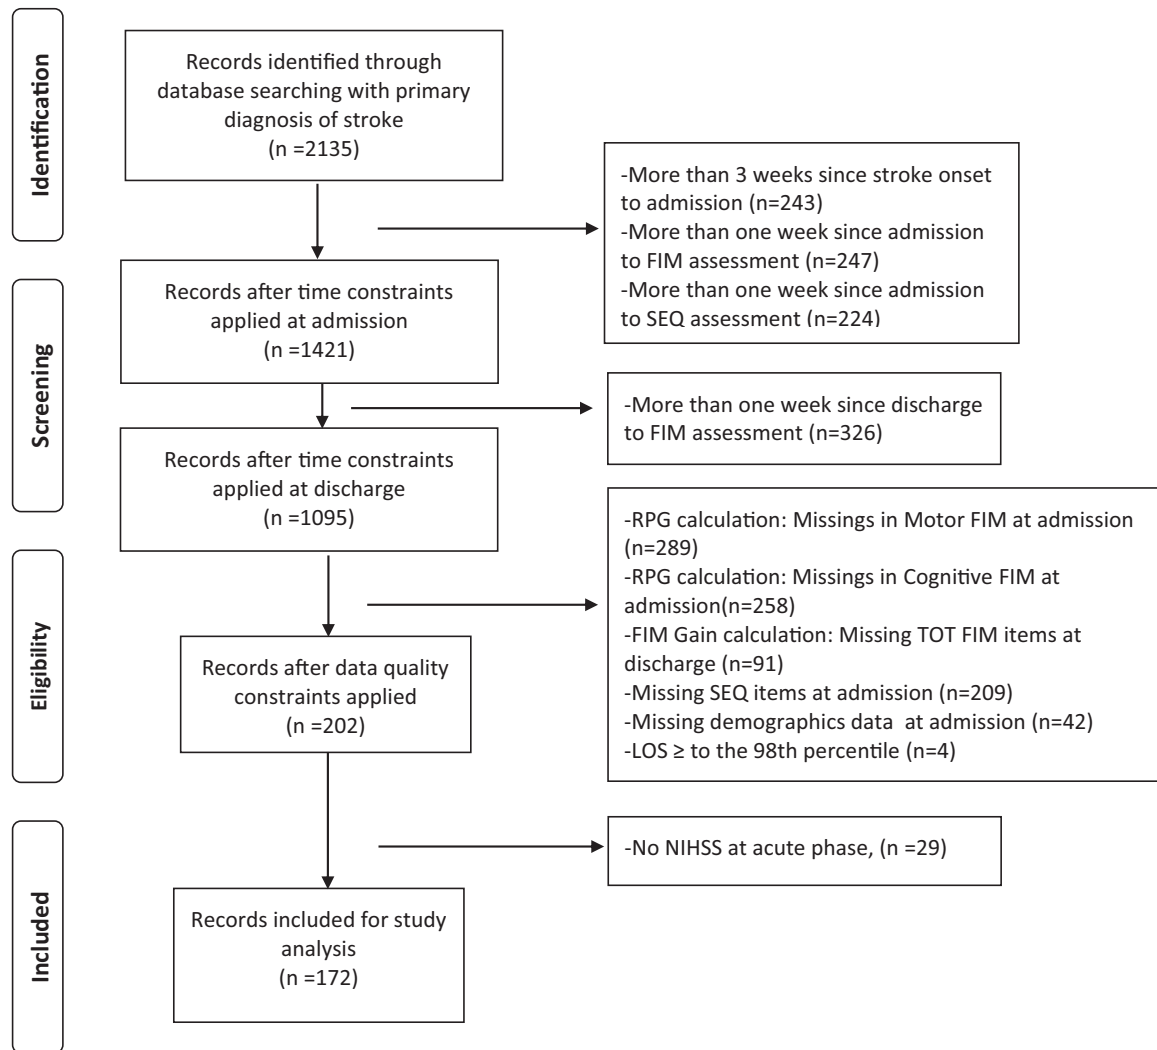 Identification
Records identified through
database searching with primary
diagnosis of stroke
(n =2135)
-More than 3 weeks since stroke onset
to admission (n=243)
-More than one week since admission
to FIM assessment (n=247)
-More than one week since admission
to SEQ assessment (n=224)
Screening
Records after time constraints
applied at admission
(n =1421)
-More than one week since discharge
to FIM assessment (n=326)
Records after time constraints
applied at discharge
(n =1095)
Eligibility
-RPG calculation: Missings in Motor FIM at admission
(n=289)
-RPG calculation: Missings in Cognitive FIM at
admission(n=258)
-FIM Gain calculation: Missing TOT FIM items at
discharge (n=91)
-Missing SEQ items at admission (n=209)
-Missing demographics data  at admission (n=42)
-LOS ≥ to the 98th percentile (n=4)
Records after data quality
constraints applied
(n =202)
Included
-No NIHSS at acute phase, (n =29)
Records included for study
analysis
(n =172)